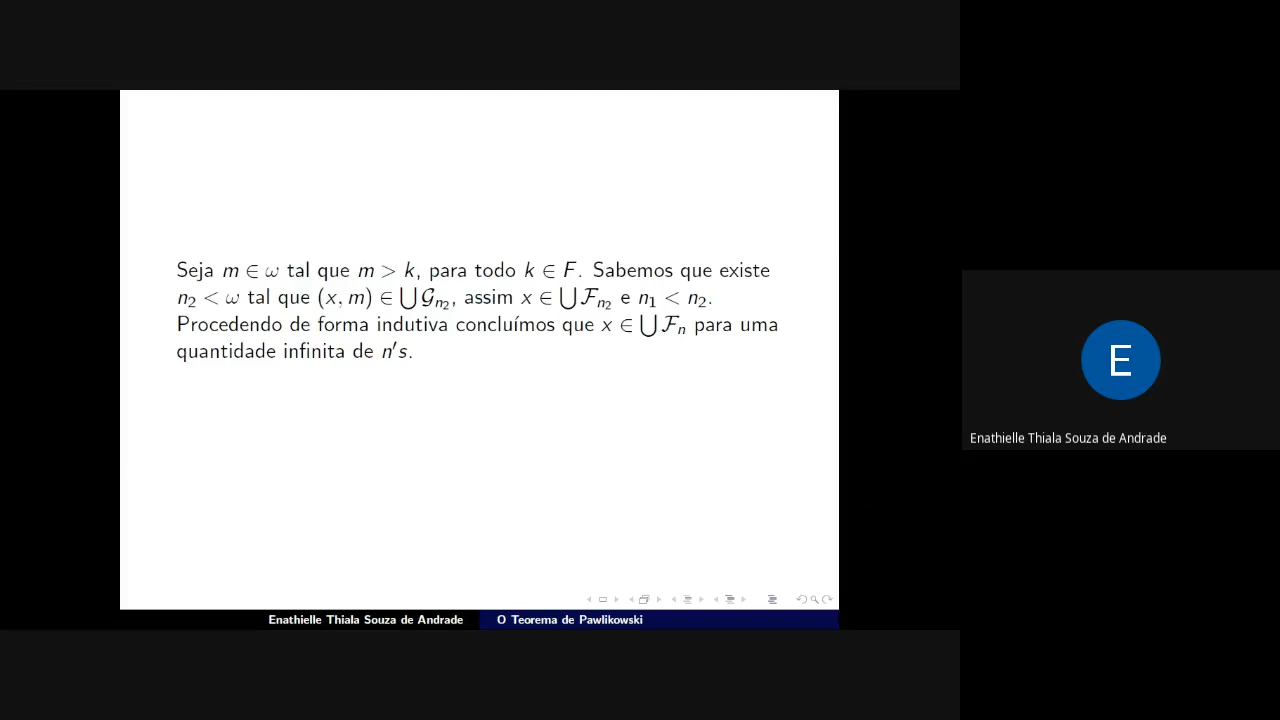 Seja m ∈ ω tal que m > k, para todo k ∈ F. Sabemos que existe
n₂ < ω tal que (x, m) ∈ ⋃ 𝒢ₙ₂, assim x ∈ ⋃ ℱₙ₂ e n₁ < n₂.
Procedendo de forma indutiva concluímos que x ∈ ⋃ ℱₙ para uma
quantidade infinita de n′s.
Enathielle Thiala Souza de Andrade
O Teorema de Pawlikowski
E
Enathielle Thiala Souza de Andrade